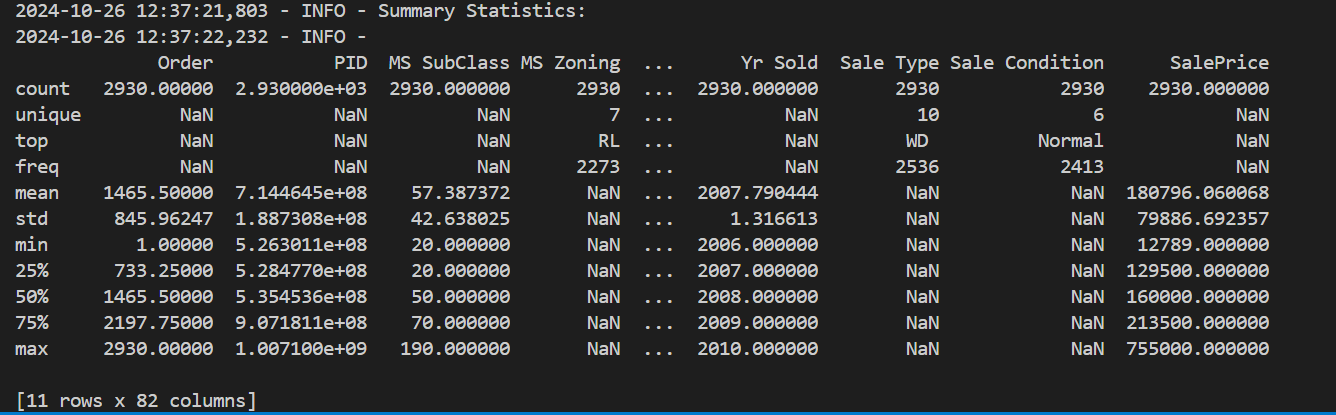 2024-10-26 12:37:21,803 - INFO - Summary Statistics:
2024-10-26 12:37:22,232 - INFO -
Order PID MS SubClass MS Zoning ... Yr Sold Sale Type Sale Condition SalePrice
count 2930.00000 2.930000e+03 2930.000000 2930 ... 2930.000000 2930 2930 2930.000000
unique NaN NaN NaN 7 ... NaN 10 6 NaN
top NaN NaN NaN RL ... NaN WD Normal NaN
freq NaN NaN NaN 2273 ... NaN 2536 2413 NaN
mean 1465.50000 7.144645e+08 57.387372 NaN ... 2007.790444 NaN NaN 180796.060068
std 845.96247 1.887308e+08 42.638025 NaN ... 1.316613 NaN NaN 79886.692357
min 1.00000 5.263011e+08 20.000000 NaN ... 2006.000000 NaN NaN 12789.000000
25% 733.25000 5.284770e+08 20.000000 NaN ... 2007.000000 NaN NaN 129500.000000
50% 1465.50000 5.354536e+08 50.000000 NaN ... 2008.000000 NaN NaN 160000.000000
75% 2197.75000 9.071811e+08 70.000000 NaN ... 2009.000000 NaN NaN 213500.000000
max 2930.00000 1.007100e+09 190.000000 NaN ... 2010.000000 NaN NaN 755000.000000
[11 rows x 82 columns]